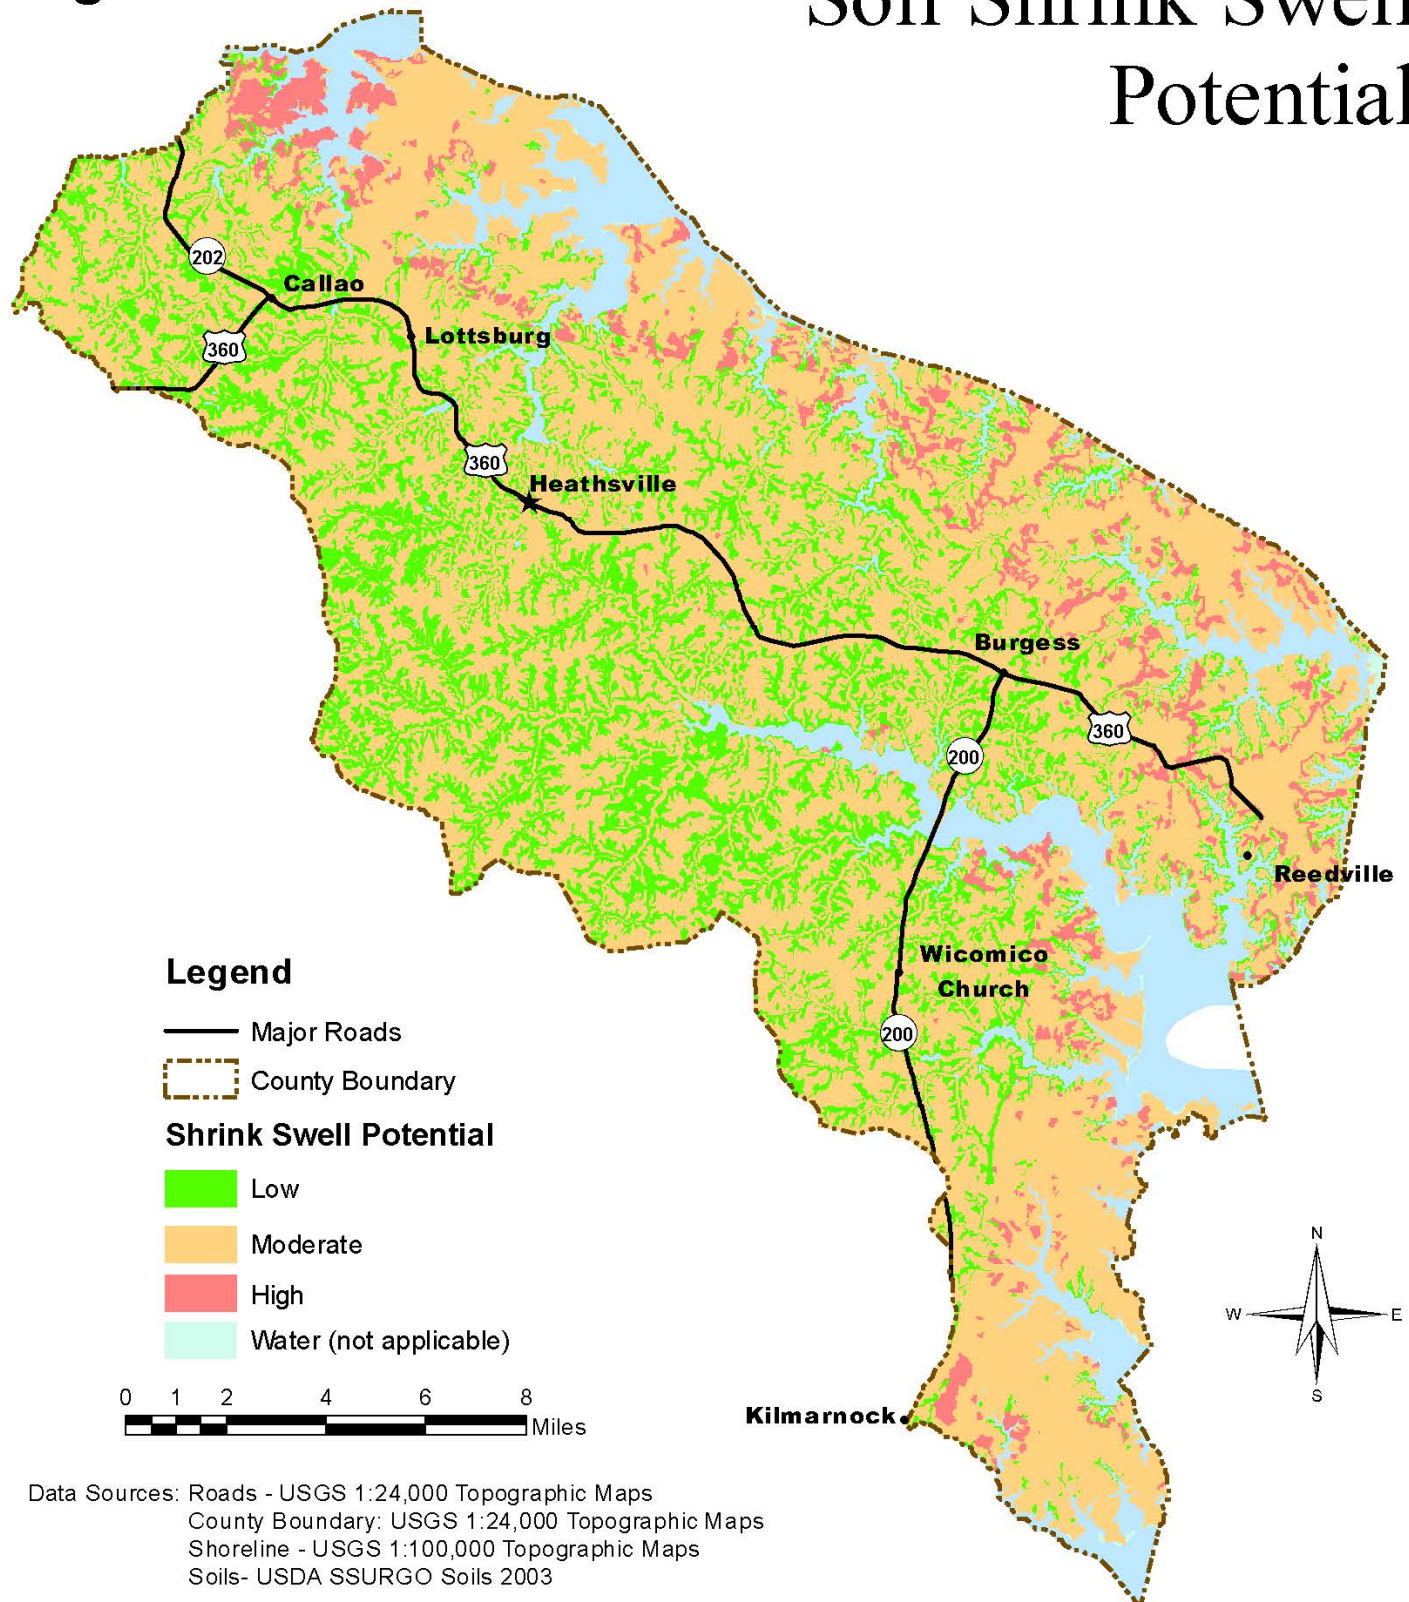 Soil Shrink Swell
Potential
202
Callao
360
Lottsburg
360
Heathsville
Burgess
360
200
Reedville
Wicomico
Church
200
Kilmarnock
Legend
Major Roads
County Boundary
Shrink Swell Potential
Low
Moderate
High
Water (not applicable)
0 1 2 4 6 8
Miles
N
W E
S
Data Sources: Roads - USGS 1:24,000 Topographic Maps
County Boundary: USGS 1:24,000 Topographic Maps
Shoreline - USGS 1:100,000 Topographic Maps
Soils- USDA SSURGO Soils 2003